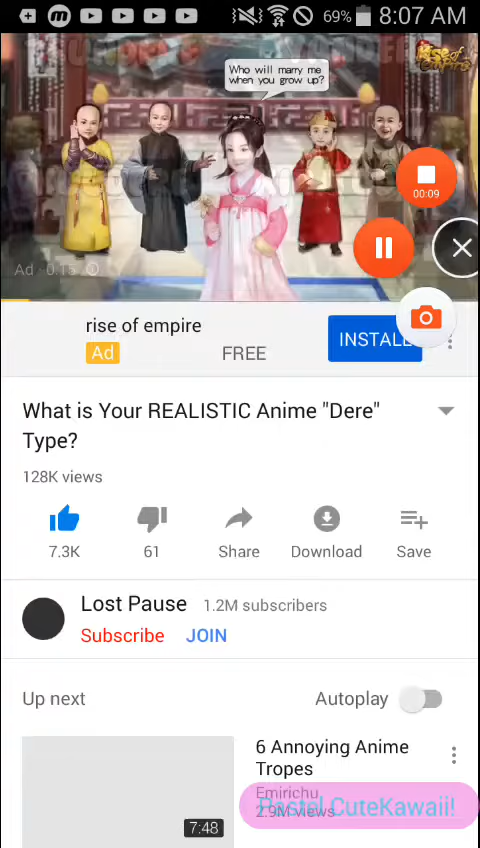 69% 8:07 AM
Rise of
Empire
Who will marry me
when you grow up?
00:09
Ad · 0:15
rise of empire
Ad
FREE
INSTALL
What is Your REALISTIC Anime "Dere"
Type?
128K views
7.3K
61
Share
Download
Save
Lost Pause 1.2M subscribers
Subscribe JOIN
Up next
Autoplay
6 Annoying Anime
Tropes
Emirichu
2.9M views
Pastel CuteKawaii!
7:48